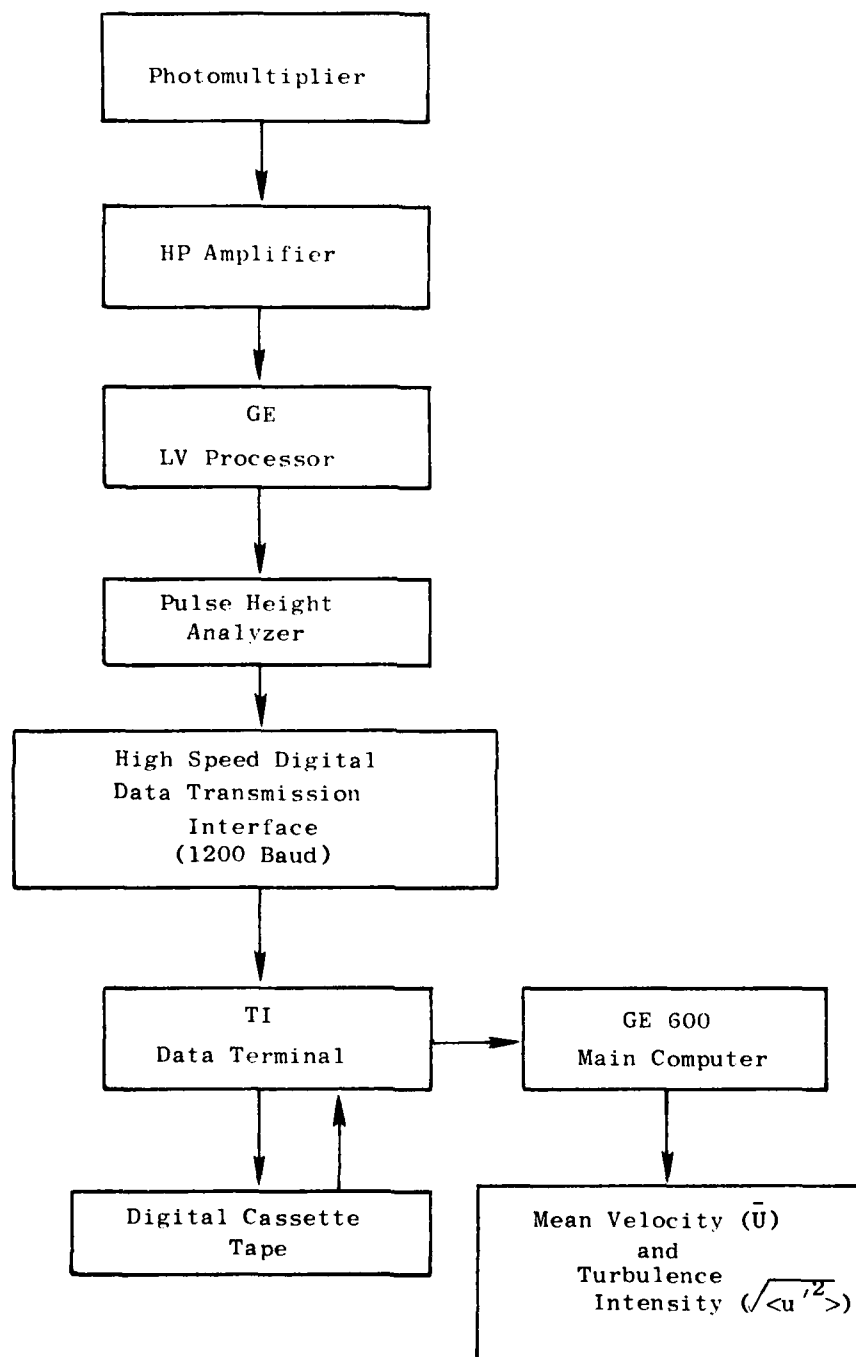 Photomultiplier
HP Amplifier
GE
LV Processor
Pulse Height
Analyzer
High Speed Digital
Data Transmission
Interface
(1200 Baud)
TI
Data Terminal
GE 600
Main Computer
Digital Cassette
Tape
Mean Velocity (Ū)
and
Turbulence
Intensity (√<u'²>)